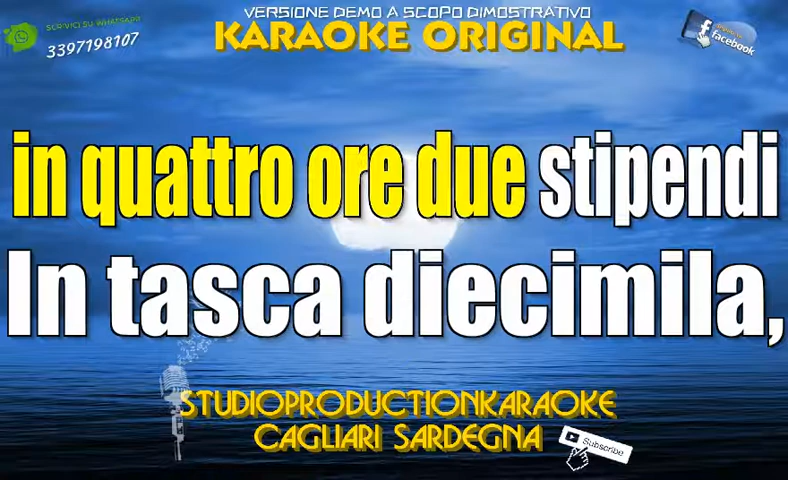 VERSIONE DEMO A SCOPO DIMOSTRATIVO
KARAOKE ORIGINAL
SCRIVICI SU WHATSAPP
3397198107
facebook
in quattro ore due stipendi
In tasca diecimila,
STUDIOPRODUCTIONKARAOKE
CAGLIARI SARDEGNA
Subscribe